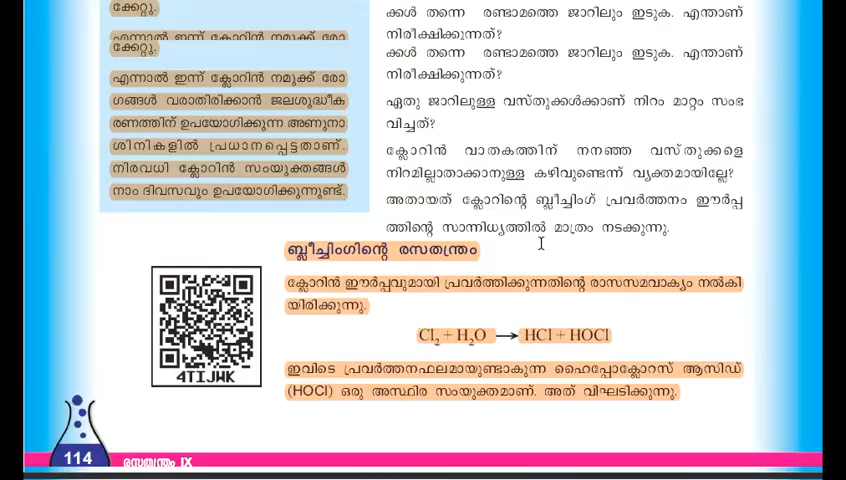 ക്കേറ്റു.
എന്നാൽ ഇന്ന് ക്ലോറിൻ നമുക്ക് രോ
ക്കേറ്റു.
എന്നാൽ ഇന്ന് ക്ലോറിൻ നമുക്ക് രോ
ഗങ്ങൾ വരാതിരിക്കാൻ ജലശുദ്ധീക
രണത്തിന് ഉപയോഗിക്കുന്ന അണുനാ
ശിനികളിൽ പ്രധാനപ്പെട്ടതാണ്.
നിരവധി ക്ലോറിൻ സംയുക്തങ്ങൾ
നാം ദിവസവും ഉപയോഗിക്കുന്നുണ്ട്.
ക്കൾ തന്നെ രണ്ടാമത്തെ ജാറിലും ഇടുക. എന്താണ്
നിരീക്ഷിക്കുന്നത്?
ക്കൾ തന്നെ രണ്ടാമത്തെ ജാറിലും ഇടുക. എന്താണ്
നിരീക്ഷിക്കുന്നത്?
ഏതു ജാറിലുള്ള വസ്തുക്കൾക്കാണ് നിറം മാറ്റം സംഭ
വിച്ചത്?
ക്ലോറിൻ വാതകത്തിന് നനഞ്ഞ വസ്തുക്കളെ
നിറമില്ലാതാക്കാനുള്ള കഴിവുണ്ടെന്ന് വ്യക്തമായില്ലേ?
അതായത് ക്ലോറിന്റെ ബ്ലീച്ചിംഗ് പ്രവർത്തനം ഈർപ്പ
ത്തിന്റെ സാന്നിധ്യത്തിൽ മാത്രം നടക്കുന്നു.
ബ്ലീച്ചിംഗിന്റെ രസതന്ത്രം
ക്ലോറിൻ ഈർപ്പവുമായി പ്രവർത്തിക്കുന്നതിന്റെ രാസസമവാക്യം നൽകി
യിരിക്കുന്നു.
Cl₂ + H₂O → HCl + HOCl
ഇവിടെ പ്രവർത്തനഫലമായുണ്ടാകുന്ന ഹൈപ്പോക്ലോറസ് ആസിഡ്
(HOCl) ഒരു അസ്ഥിര സംയുക്തമാണ്. അത് വിഘടിക്കുന്നു.
4TIJWK
114
രസതന്ത്രം IX